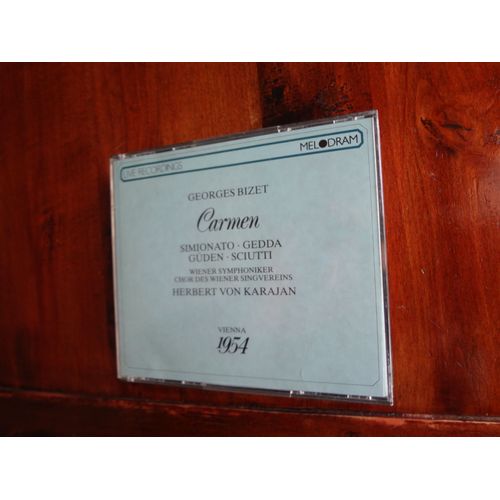 LIVE RECORDINGS
MELODRAM
GEORGES BIZET
Carmen
SIMIONATO · GEDDA
GÜDEN · SCIUTTI
WIENER SYMPHONIKER
CHOR DES WIENER SINGVEREINS
HERBERT VON KARAJAN
VIENNA
1954